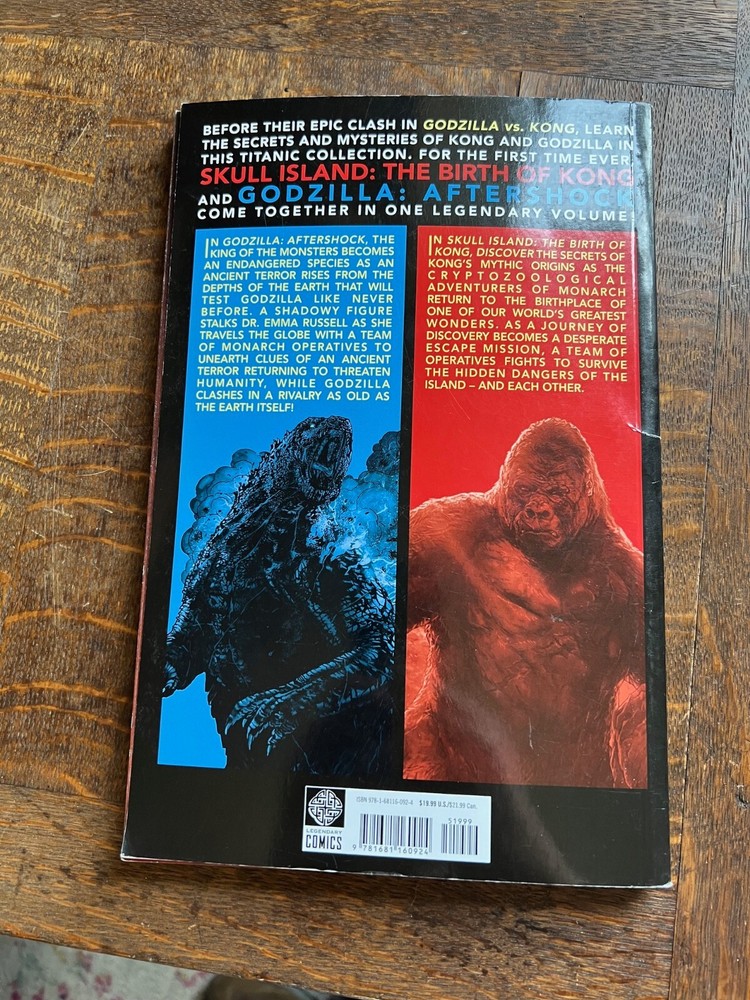 BEFORE THEIR EPIC CLASH IN GODZILLA vs. KONG, LEARN
THE SECRETS AND MYSTERIES OF KONG AND GODZILLA IN
THIS TITANIC COLLECTION. FOR THE FIRST TIME EVER,
SKULL ISLAND: THE BIRTH OF KONG
AND GODZILLA: AFTERSHOCK
COME TOGETHER IN ONE LEGENDARY VOLUME!
IN GODZILLA: AFTERSHOCK, THE
KING OF THE MONSTERS BECOMES
AN ENDANGERED SPECIES AS AN
ANCIENT TERROR RISES FROM THE
DEPTHS OF THE EARTH THAT WILL
TEST GODZILLA LIKE NEVER
BEFORE. A SHADOWY FIGURE
STALKS DR. EMMA RUSSELL AS SHE
TRAVELS THE GLOBE WITH A TEAM
OF MONARCH OPERATIVES TO
UNEARTH CLUES OF AN ANCIENT
TERROR RETURNING TO THREATEN
HUMANITY, WHILE GODZILLA
CLASHES IN A RIVALRY AS OLD AS
THE EARTH ITSELF!
IN SKULL ISLAND: THE BIRTH OF
KONG, DISCOVER THE SECRETS OF
KONG'S MYTHIC ORIGINS AS THE
CRYPTOZOOLOGICAL
ADVENTURERS OF MONARCH
RETURN TO THE BIRTHPLACE OF
ONE OF OUR WORLD'S GREATEST
WONDERS. AS A JOURNEY OF
DISCOVERY BECOMES A DESPERATE
ESCAPE MISSION, A TEAM OF
OPERATIVES FIGHTS TO SURVIVE
THE HIDDEN DANGERS OF THE
ISLAND – AND EACH OTHER.
ISBN 978-1-68116-092-4 $19.99 U.S./$21.99 Can.
51999
LEGENDARY
COMICS
9 781681 160924